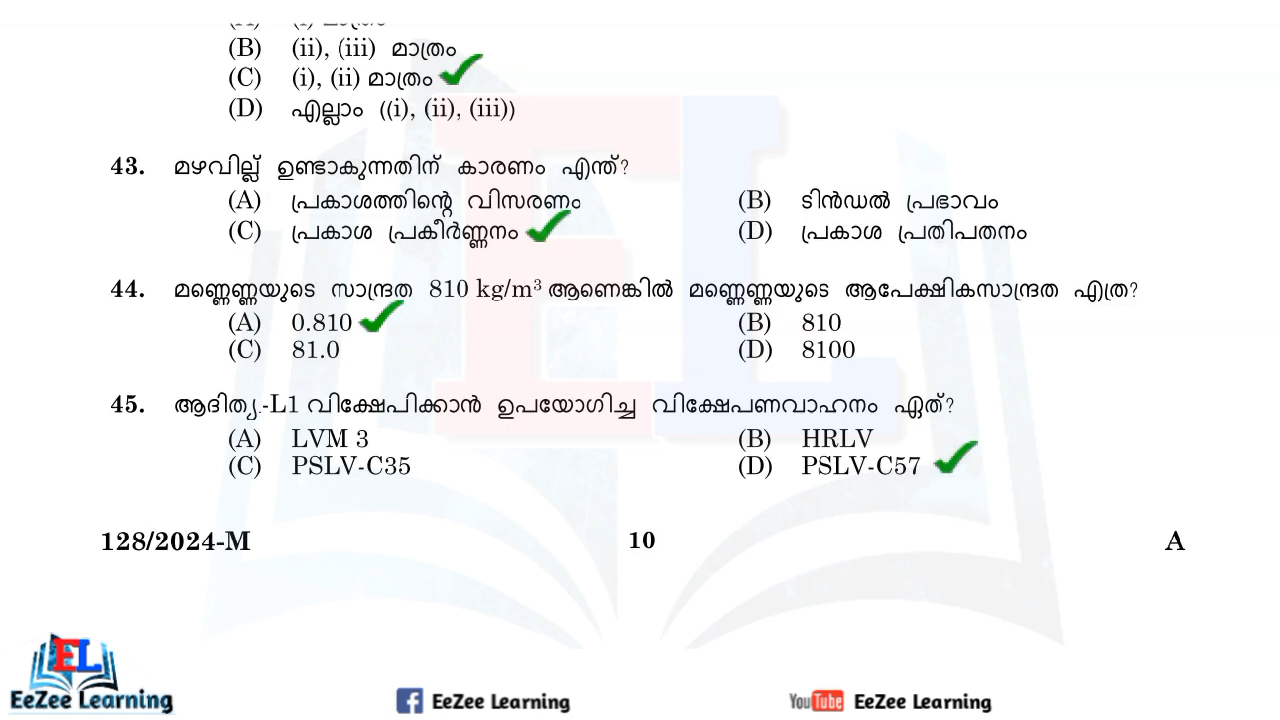 (B) (ii), (iii) മാത്രം
(C) (i), (ii) മാത്രം
(D) എല്ലാം ((i), (ii), (iii))
43. മഴവില്ല് ഉണ്ടാകുന്നതിന് കാരണം എന്ത്?
(A) പ്രകാശത്തിന്റെ വിസരണം (B) ടിൻഡൽ പ്രഭാവം
(C) പ്രകാശ പ്രകീർണ്ണനം (D) പ്രകാശ പ്രതിപതനം
44. മണ്ണെണ്ണയുടെ സാന്ദ്രത 810 kg/m³ ആണെങ്കിൽ മണ്ണെണ്ണയുടെ ആപേക്ഷികസാന്ദ്രത എത്ര?
(A) 0.810 (B) 810
(C) 81.0 (D) 8100
45. ആദിത്യ-L1 വിക്ഷേപിക്കാൻ ഉപയോഗിച്ച വിക്ഷേപണവാഹനം ഏത്?
(A) LVM 3 (B) HRLV
(C) PSLV-C35 (D) PSLV-C57
128/2024-M 10 A
EL
EeZee Learning EeZee Learning YouTube EeZee Learning